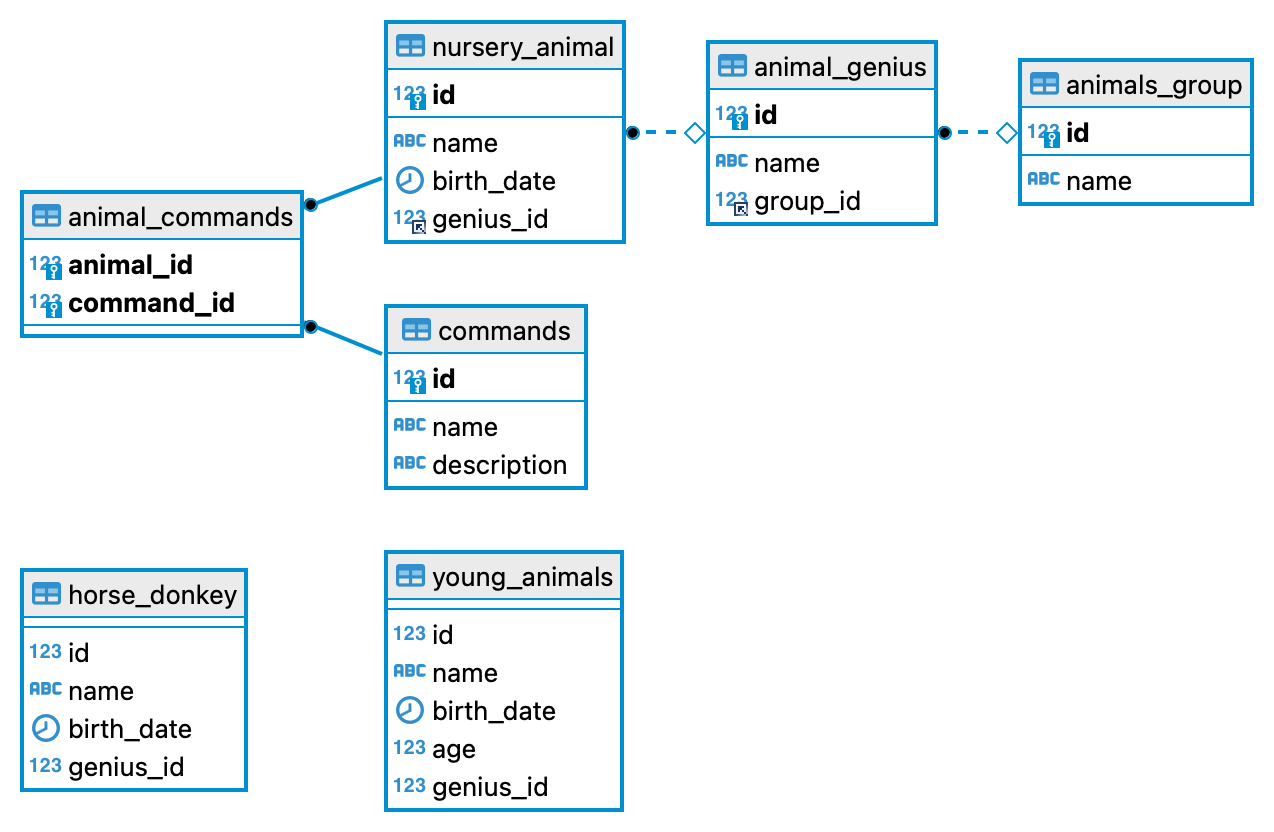 nursery_animal
123 id
ABC name
birth_date
123 genius_id
animal_genius
123 id
ABC name
123 group_id
animals_group
123 id
ABC name
animal_commands
123 animal_id
123 command_id
commands
123 id
ABC name
ABC description
horse_donkey
123 id
ABC name
birth_date
123 genius_id
young_animals
123 id
ABC name
birth_date
123 age
123 genius_id